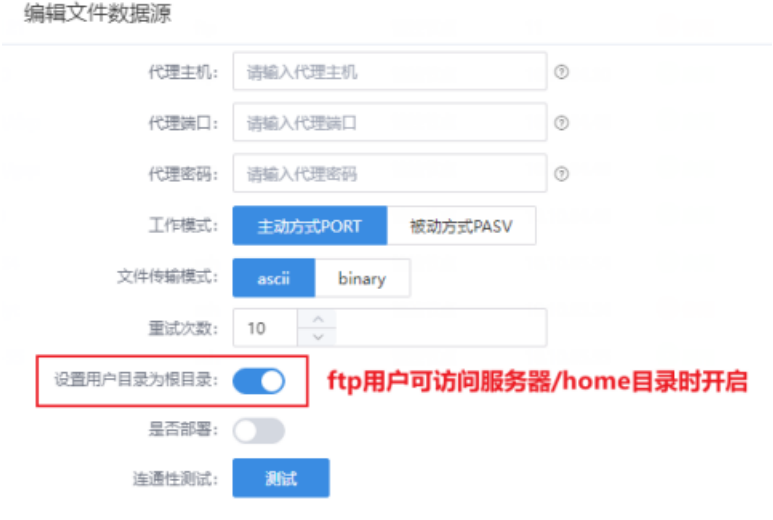 编辑文件数据源
代理主机: 请输入代理主机
代理端口: 请输入代理端口
代理密码: 请输入代理密码
工作模式: 主动方式PORT 被动方式PASV
文件传输模式: ascii binary
重试次数: 10
设置用户目录为根目录: ftp用户可访问服务器/home目录时开启
是否部署:
连通性测试: 测试